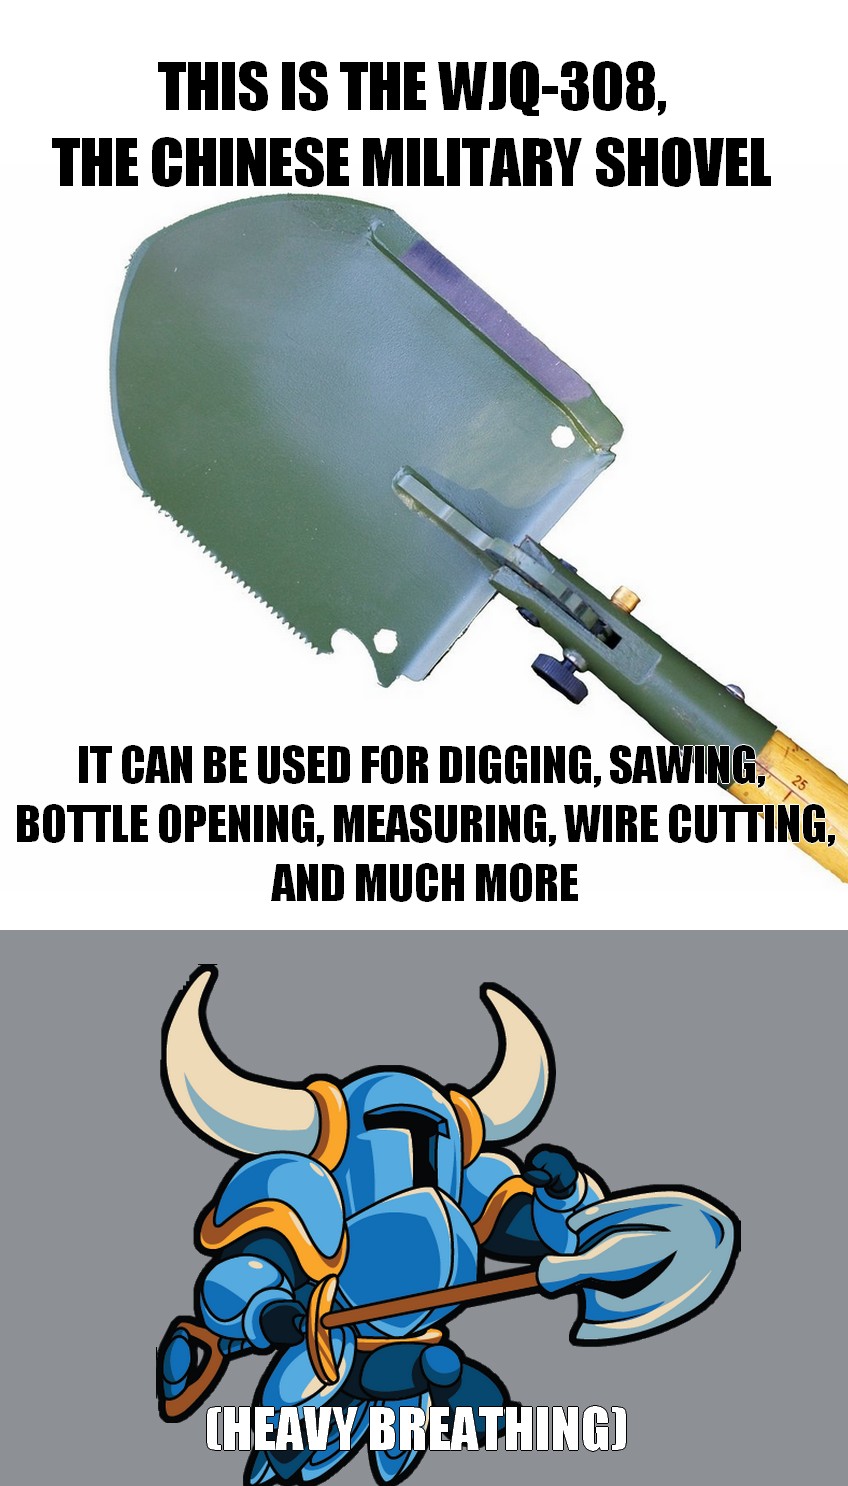 THIS IS THE WJQ-308,
THE CHINESE MILITARY SHOVEL
25
IT CAN BE USED FOR DIGGING, SAWING,
BOTTLE OPENING, MEASURING, WIRE CUTTING,
AND MUCH MORE
(HEAVY BREATHING)